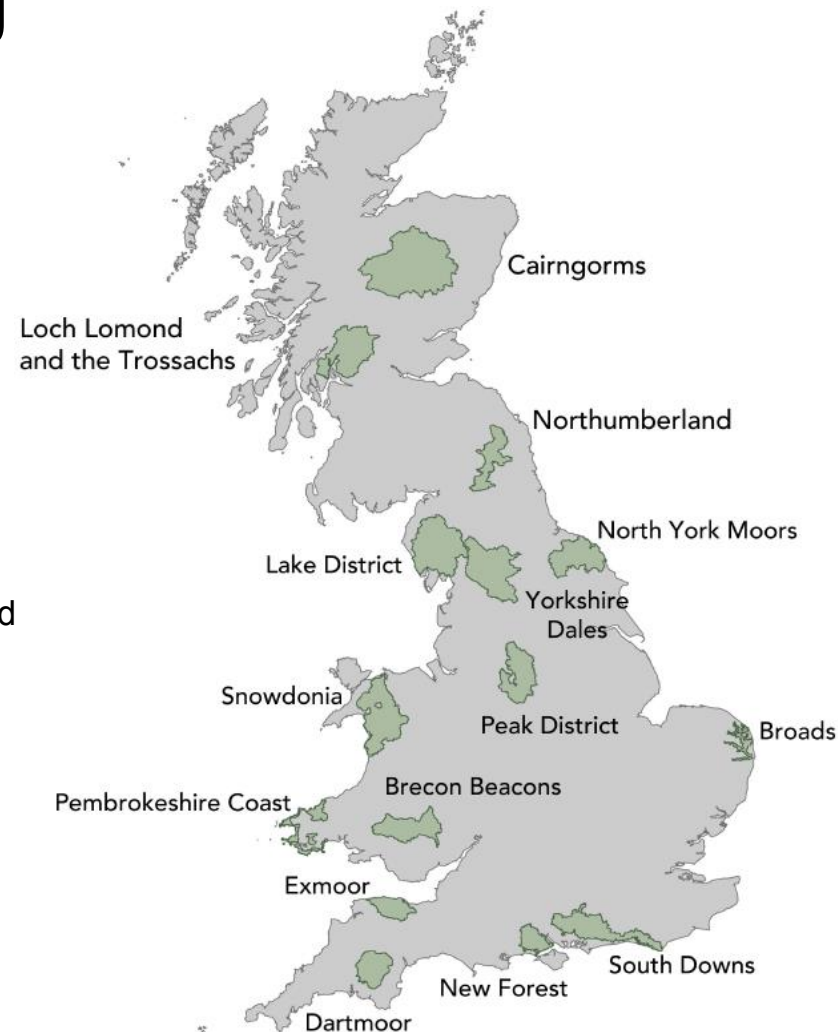 Cairngorms
Loch Lomond
and the Trossachs
Northumberland
North York Moors
Lake District
Yorkshire
Dales
Snowdonia
Peak District
Broads
Brecon Beacons
Pembrokeshire Coast
Exmoor
South Downs
New Forest
Dartmoor